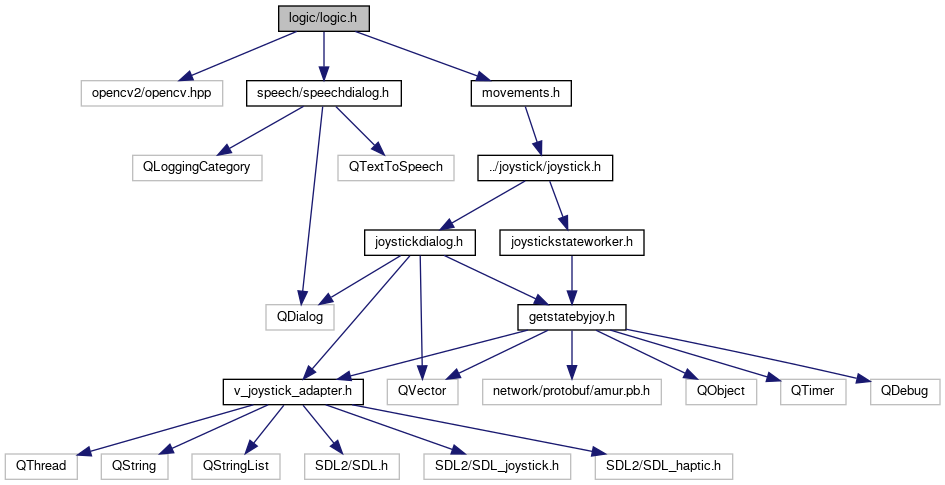 logic/logic.h
opencv2/opencv.hpp
speech/speechdialog.h
movements.h
QLoggingCategory
QTextToSpeech
../joystick/joystick.h
joystickdialog.h
joystickstateworker.h
QDialog
getstatebyjoy.h
v_joystick_adapter.h
QVector
network/protobuf/amur.pb.h
QObject
QTimer
QDebug
QThread
QString
QStringList
SDL2/SDL.h
SDL2/SDL_joystick.h
SDL2/SDL_haptic.h